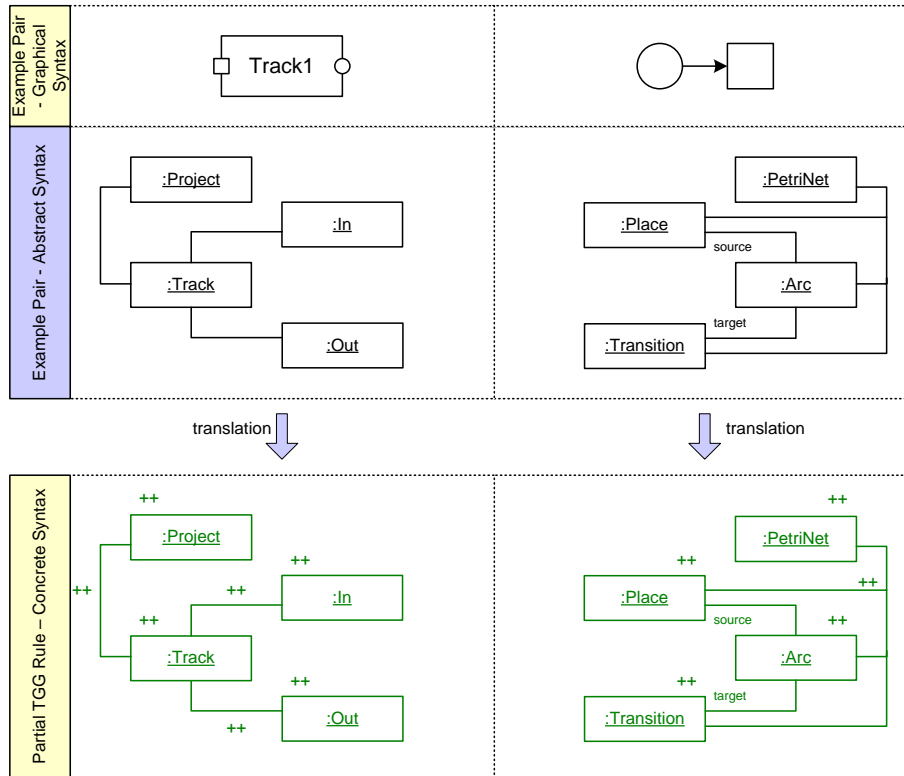 Example Pair
- Graphical
Syntax
Track1
Example Pair - Abstract Syntax
:Project
:In
:Track
:Out
:PetriNet
:Place
source
:Arc
target
:Transition
translation
translation
Partial TGG Rule – Concrete Syntax
++
:Project
++
++
++
:In
++
:Track
++
:Out
++
++
:PetriNet
++
++
:Place
source
++
:Arc
++
target
:Transition